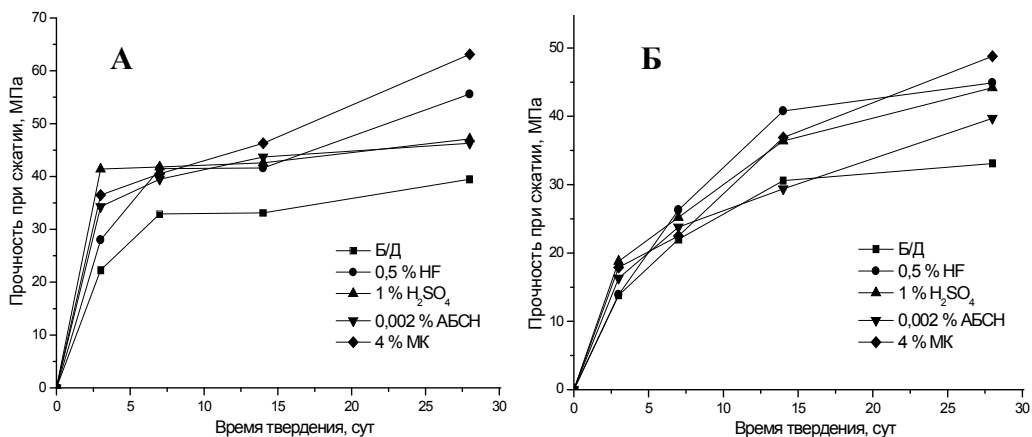 А
Прочность при сжатии, МПа
70
60
50
40
30
20
10
0
0 5 10 15 20 25 30
Время твердения, сут
Б/Д
0,5 % HF
1 % H₂SO₄
0,002 % АБСН
4 % МК
Б
Прочность при сжатии, МПа
50
40
30
20
10
0
0 5 10 15 20 25 30
Время твердения, сут
Б/Д
0,5 % HF
1 % H₂SO₄
0,002 % АБСН
4 % МК